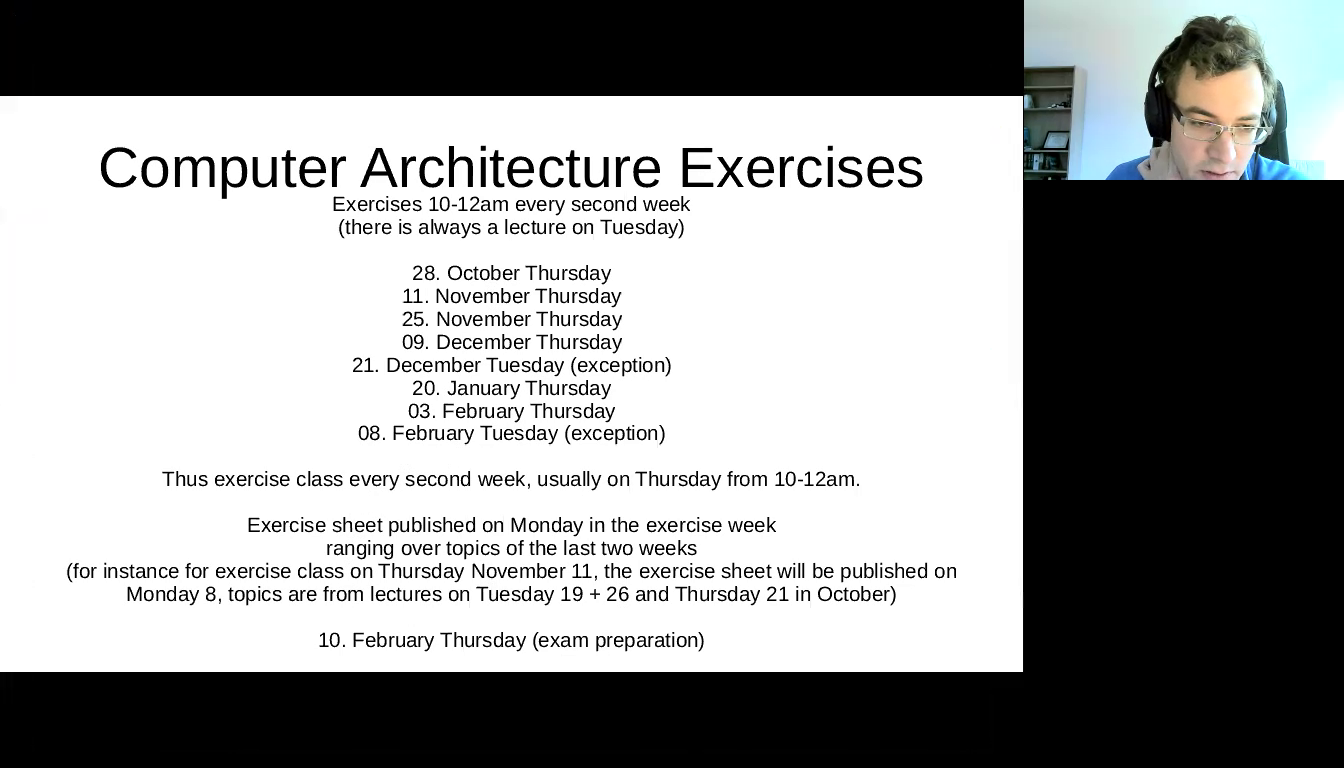 Computer Architecture Exercises
Exercises 10-12am every second week
(there is always a lecture on Tuesday)
28. October Thursday
11. November Thursday
25. November Thursday
09. December Thursday
21. December Tuesday (exception)
20. January Thursday
03. February Thursday
08. February Tuesday (exception)
Thus exercise class every second week, usually on Thursday from 10-12am.
Exercise sheet published on Monday in the exercise week
ranging over topics of the last two weeks
(for instance for exercise class on Thursday November 11, the exercise sheet will be published on
Monday 8, topics are from lectures on Tuesday 19 + 26 and Thursday 21 in October)
10. February Thursday (exam preparation)